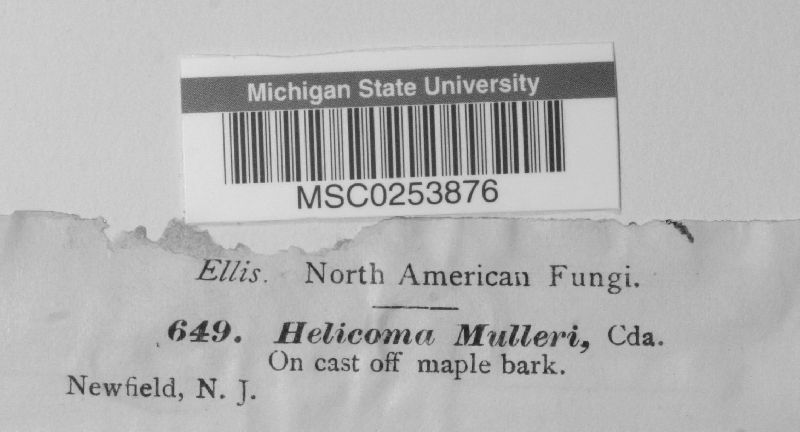 Michigan State University
MSC0253876
Ellis. North American Fungi.
649. Helicoma Mulleri, Cda.
On cast off maple bark.
Newfield, N. J.